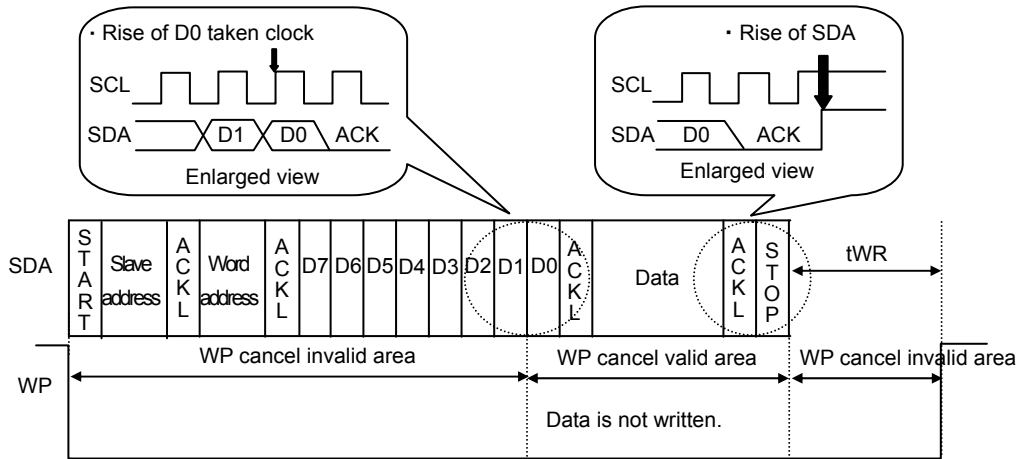 ・Rise of D0 taken clock
SCL
SDA D1 D0 ACK
Enlarged view
・Rise of SDA
SCL
SDA D0 ACK
Enlarged view
SDA
START
Slave address
ACKL
Word address
ACKL
D7 D6 D5 D4 D3 D2 D1 D0
ACKL
Data
ACKL
STOP
tWR
WP cancel invalid area
WP cancel valid area
WP cancel invalid area
WP
Data is not written.